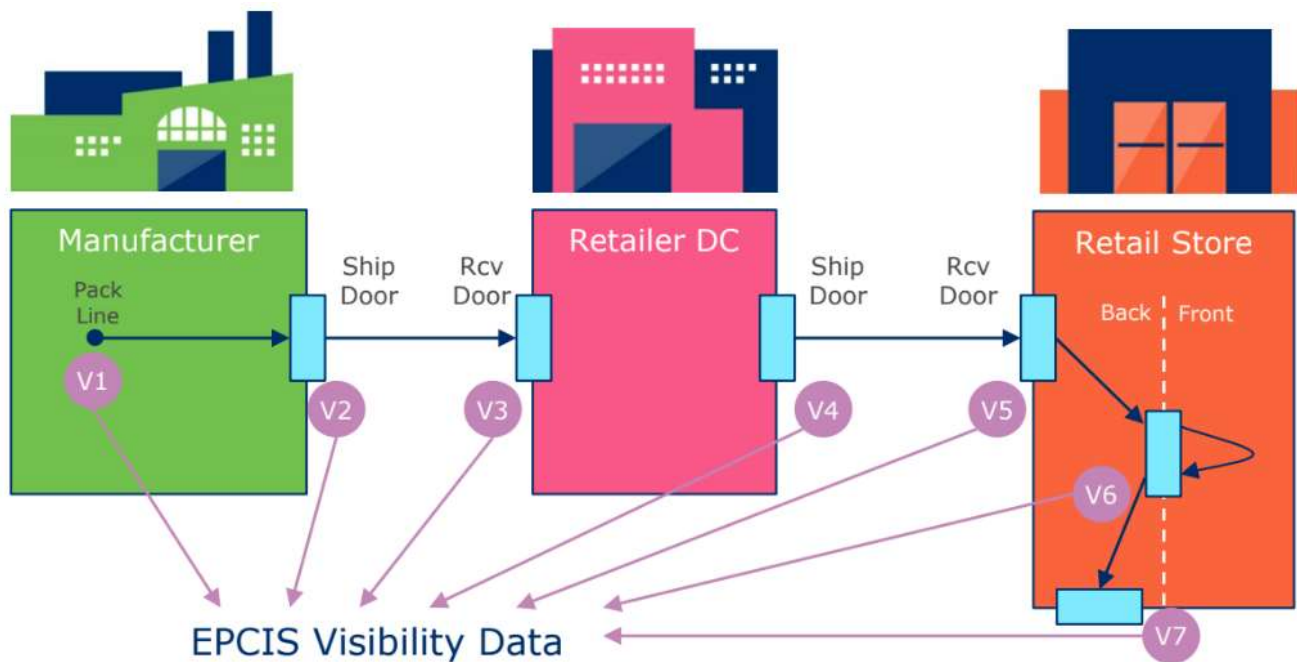 Manufacturer
Retailer DC
Retail Store
Pack
Line
Ship
Door
Rcv
Door
Ship
Door
Rcv
Door
Back
Front
V1
V2
V3
V4
V5
V6
V7
EPCIS Visibility Data